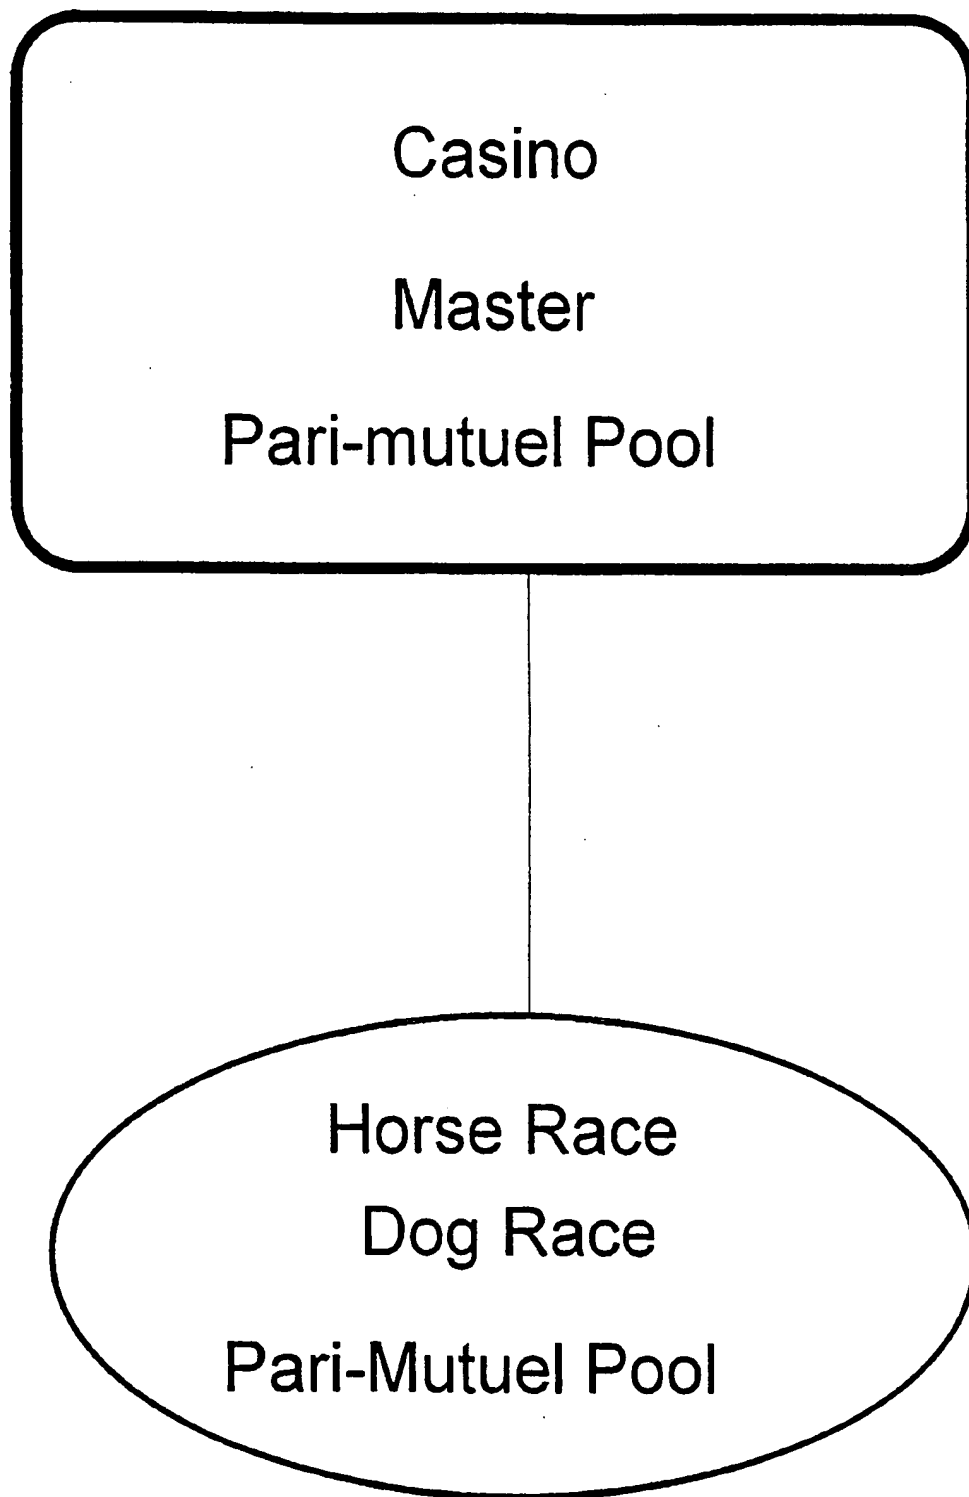 Casino
Master
Pari-mutuel Pool
Horse Race
Dog Race
Pari-Mutuel Pool